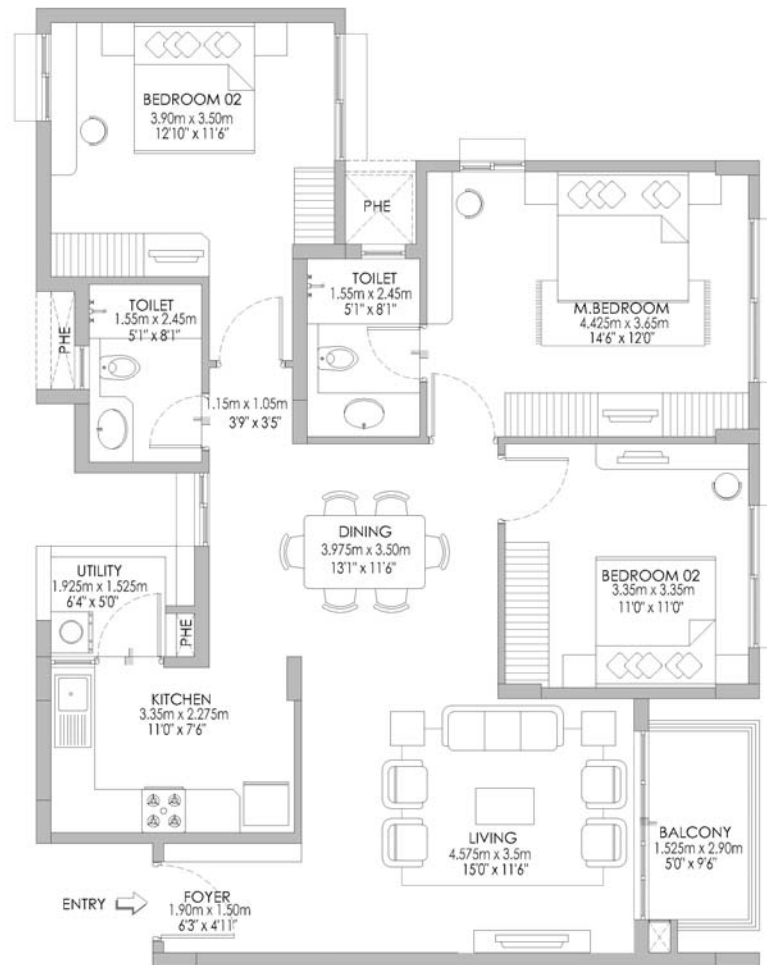 BEDROOM 02
3.90m x 3.50m
12'10" x 11'6"
PHE
TOILET
1.55m x 2.45m
5'1" x 8'1"
M.BEDROOM
4.425m x 3.65m
14'6" x 12'0"
TOILET
1.55m x 2.45m
5'1" x 8'1"
PHE
1.15m x 1.05m
3'9" x 3'5"
DINING
3.975m x 3.50m
13'1" x 11'6"
UTILITY
1.925m x 1.525m
6'4" x 5'0"
PHE
BEDROOM 02
3.35m x 3.35m
11'0" x 11'0"
KITCHEN
3.35m x 2.275m
11'0" x 7'6"
LIVING
4.575m x 3.5m
15'0" x 11'6"
BALCONY
1.525m x 2.90m
5'0" x 9'6"
ENTRY
FOYER
1.90m x 1.50m
6'3" x 4'11"